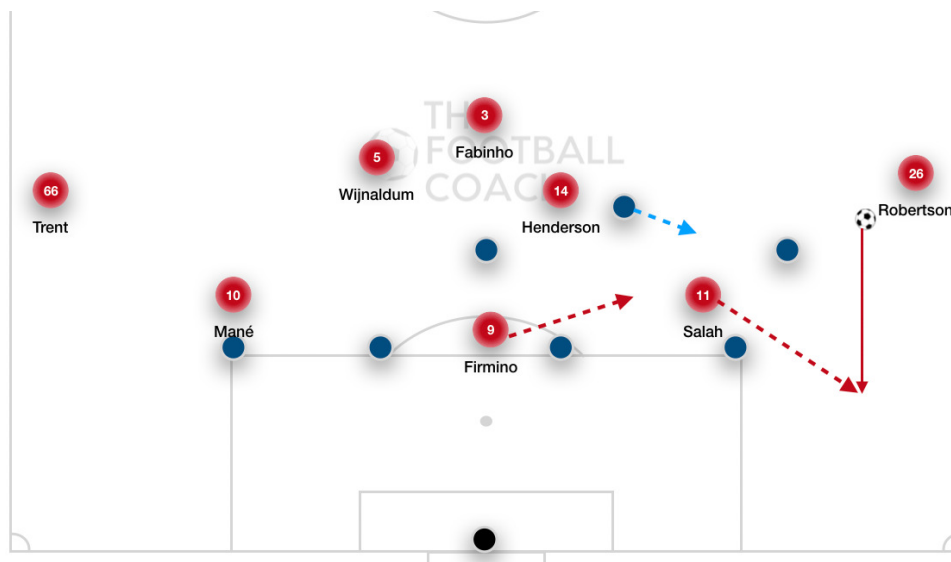 THE
FOOTBALL
COACH
3
Fabinho
5
Wijnaldum
66
Trent
14
Henderson
26
Robertson
10
Mané
9
Firmino
11
Salah